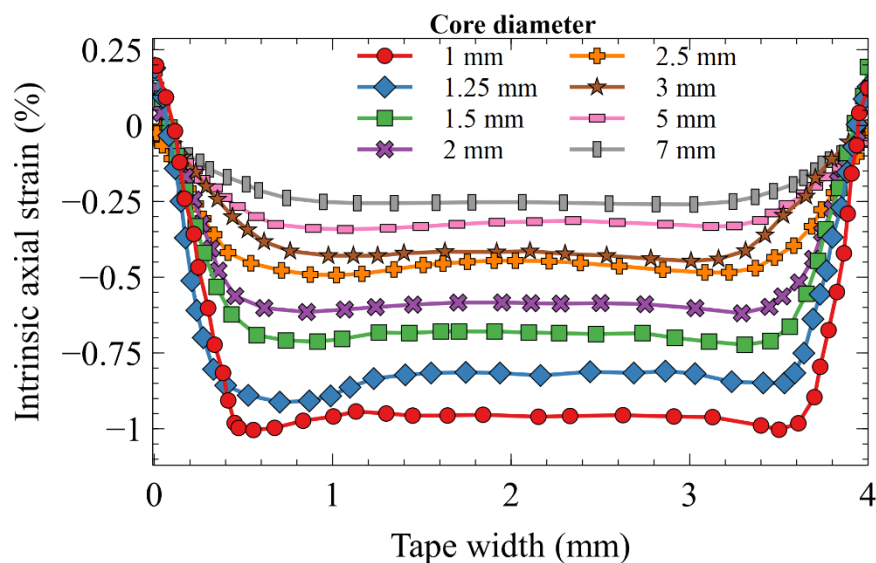 Core diameter
1 mm
1.25 mm
1.5 mm
2 mm
2.5 mm
3 mm
5 mm
7 mm
Intrinsic axial strain (%)
0.25
0
−0.25
−0.5
−0.75
−1
0
1
2
3
4
Tape width (mm)